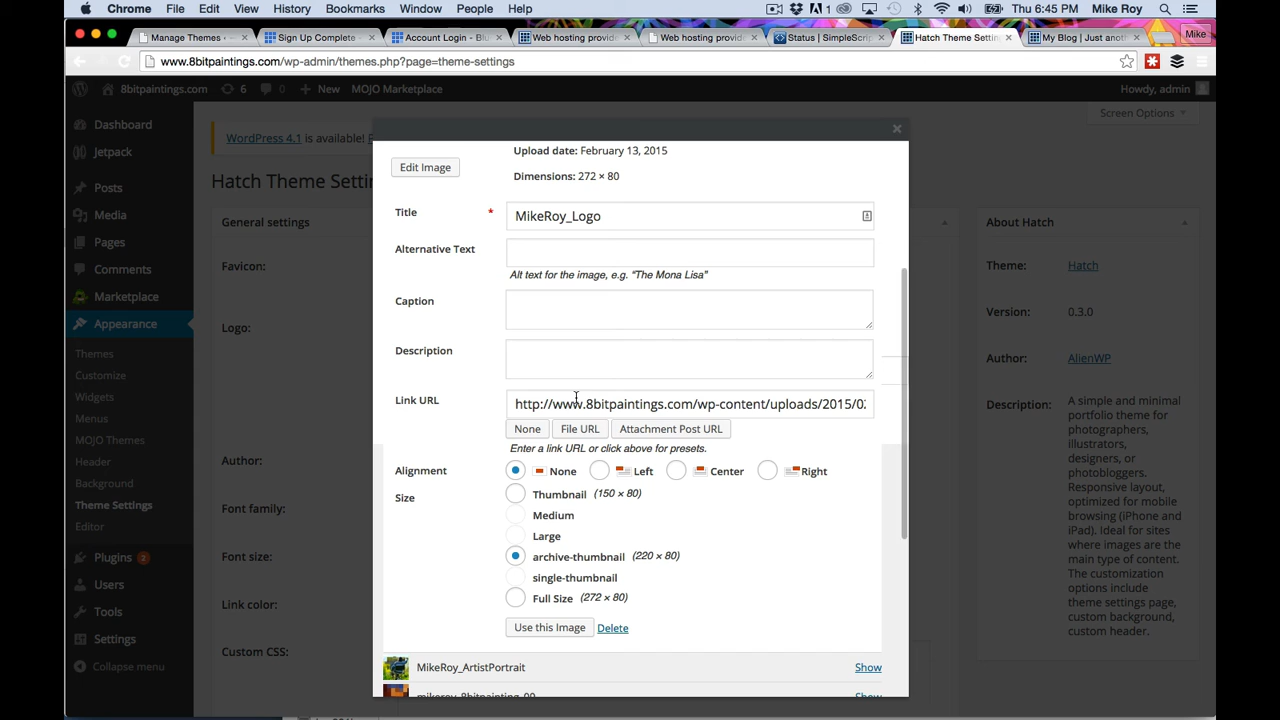 Chrome File Edit View History Bookmarks Window People Help 1 Thu 6:45 PM Mike Roy
Manage Themes ‹ Sign Up Complete - Account Login - Blu Web hosting provide Web hosting provide Status | SimpleScrip Hatch Theme Settin My Blog | Just anoth Mike
www.8bitpaintings.com/wp-admin/themes.php?page=theme-settings
8bitpaintings.com 6 New MOJO Marketplace Howdy, admin
Screen Options
WordPress 4.1 is available!
Hatch Theme Setti
General settings
Favicon:
Logo:
Author:
Font family:
Font size:
Link color:
Custom CSS:
Dashboard
Jetpack
Posts
Media
Pages
Comments
Marketplace
Appearance
Themes
Customize
Widgets
Menus
MOJO Themes
Header
Background
Theme Settings
Editor
Plugins 2
Users
Tools
Settings
Collapse menu
Upload date: February 13, 2015
Edit Image
Dimensions: 272 × 80
Title * MikeRoy_Logo
Alternative Text
Alt text for the image, e.g. “The Mona Lisa”
Caption
Description
Link URL http://www.8bitpaintings.com/wp-content/uploads/2015/0
None File URL Attachment Post URL
Enter a link URL or click above for presets.
Alignment None Left Center Right
Size Thumbnail (150 × 80)
Medium
Large
archive-thumbnail (220 × 80)
single-thumbnail
Full Size (272 × 80)
Use this Image Delete
MikeRoy_ArtistPortrait Show
mikeroy_8bitpainting_09 Show
About Hatch
Theme: Hatch
Version: 0.3.0
Author: AlienWP
Description: A simple and
minimal portfolio theme for
photographers,
illustrators,
designers, or
photobloggers.
Responsive layout,
optimized for mobile
browsing (iPhone and
iPad). Ideal for sites
where images are the
main type of content.
The customization
options include
theme settings page,
custom background,
custom header.